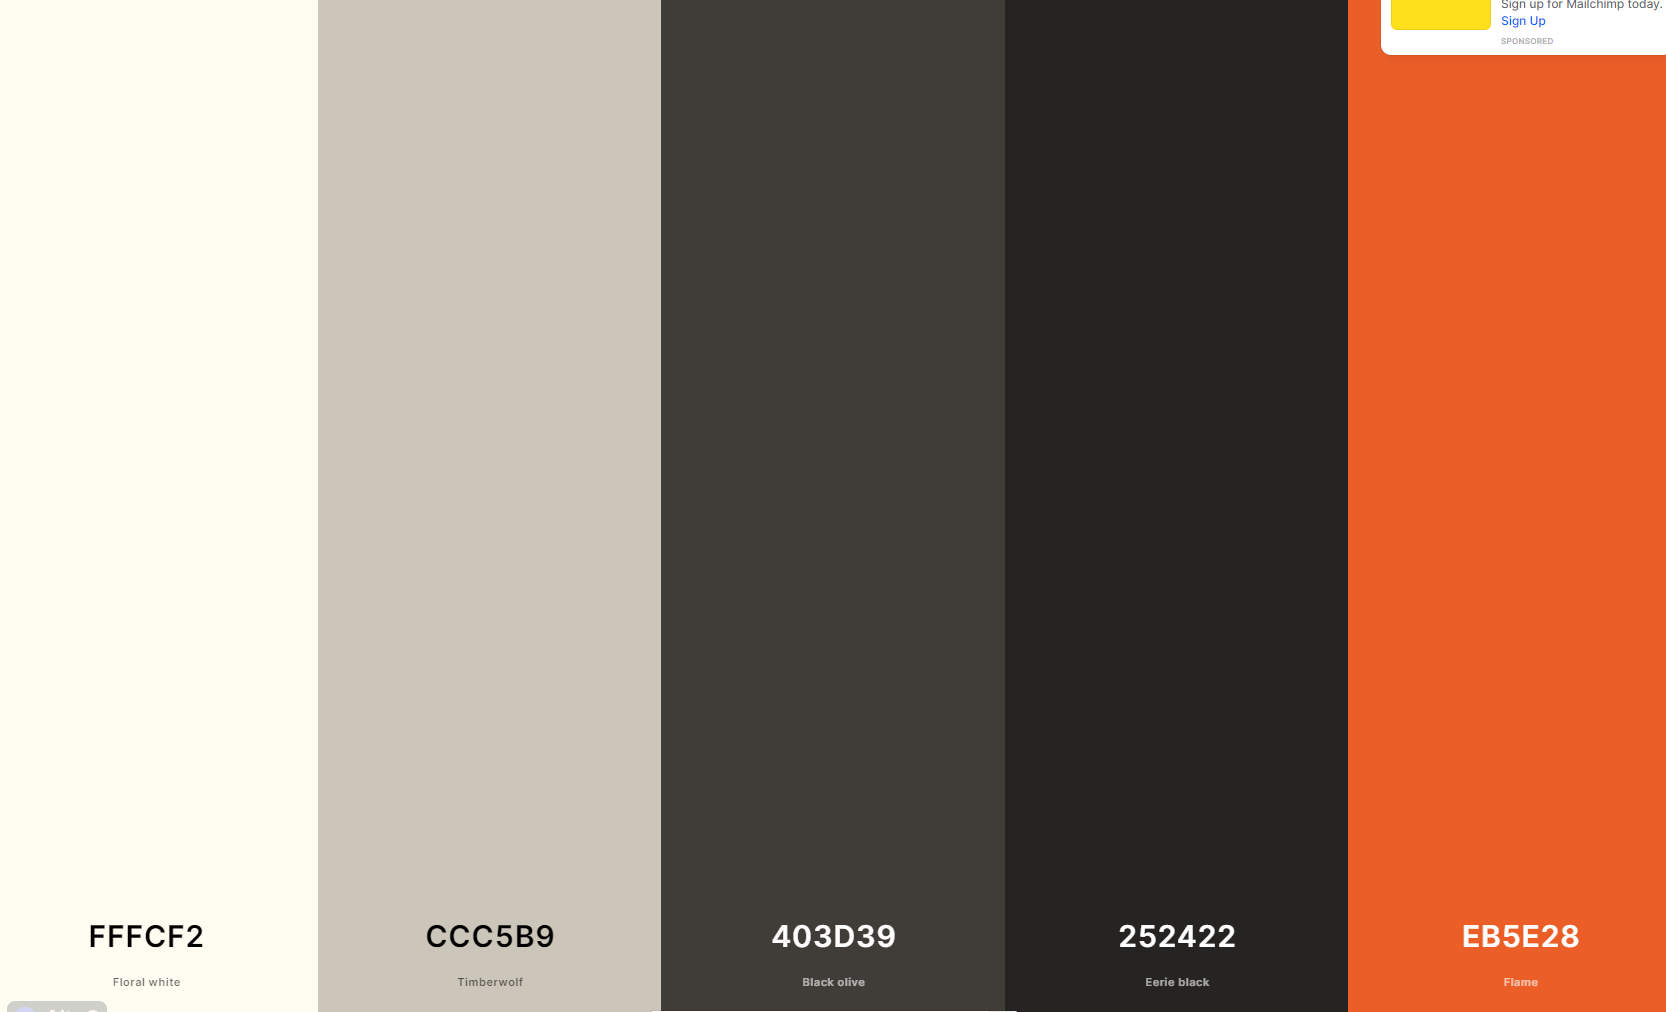 Sign up for Mailchimp today.
Sign Up
SPONSORED
FFFCF2
CCC5B9
403D39
252422
EB5E28
Floral white
Timberwolf
Black olive
Eerie black
Flame